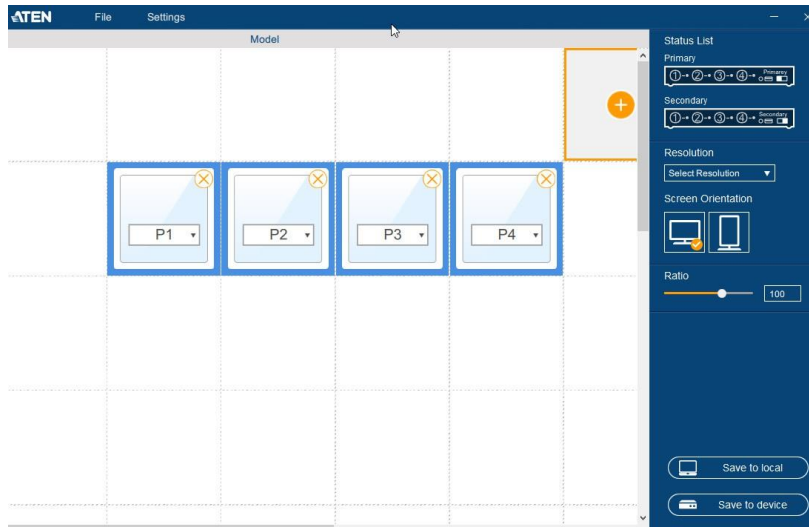 ATEN File Settings
Model
Status List
Primary
① ② ③ ④ Primarey
Secondary
① ② ③ ④ Secondary
Resolution
Select Resolution
Screen Orientation
P1 P2 P3 P4
Ratio
100
Save to local
Save to device